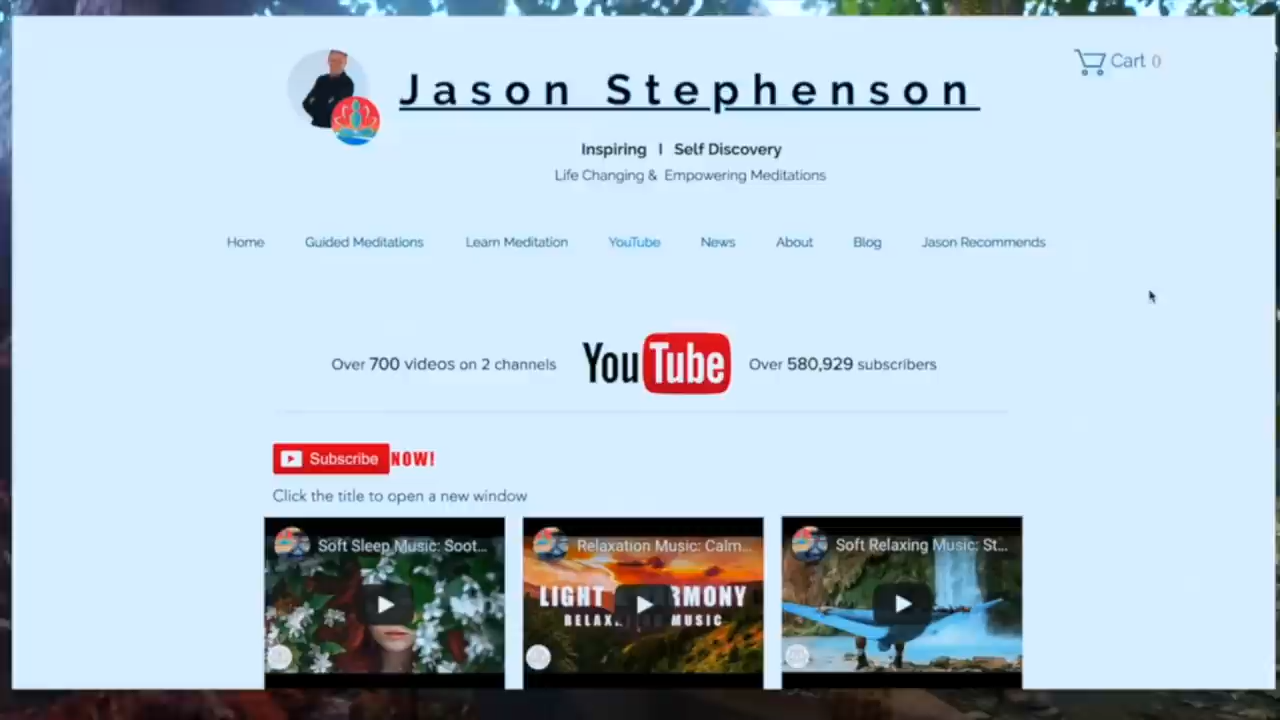 Jason Stephenson
Cart 0
Inspiring I Self Discovery
Life Changing & Empowering Meditations
Home Guided Meditations Learn Meditation YouTube News About Blog Jason Recommends
Over 700 videos on 2 channels YouTube Over 580,929 subscribers
Subscribe NOW!
Click the title to open a new window
Soft Sleep Music: Soot... Relaxation Music: Calm... Soft Relaxing Music: St...
LIGHT
MUSIC